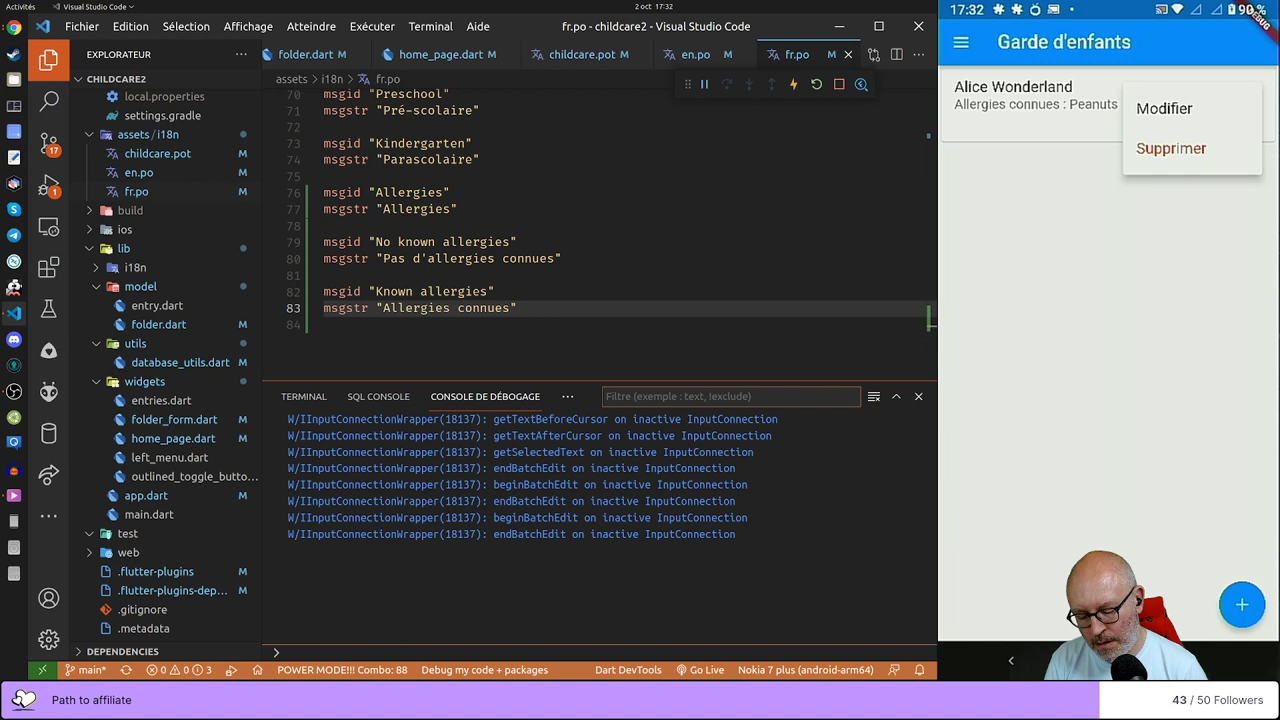 Activités
2 oct 17:32
Visual Studio Code
Fichier Edition Sélection Affichage Atteindre Exécuter Terminal Aide
fr.po - childcare2 - Visual Studio Code
EXPLORATEUR
CHILDCARE2
local.properties
settings.gradle
assets/i18n
childcare.pot M
en.po M
fr.po M
build
ios
lib
i18n
model
entry.dart
folder.dart M
utils
database_utils.dart M
widgets
entries.dart
folder_form.dart M
home_page.dart M
left_menu.dart
outlined_toggle_butto...
app.dart M
main.dart
test
web
.flutter-plugins M
.flutter-plugins-dep... M
.gitignore
.metadata
DEPENDENCIES
17
1
folder.dart M
home_page.dart M
childcare.pot M
en.po M
fr.po M
assets > i18n > fr.po
70 msgid "Preschool"
71 msgstr "Pré-scolaire"
72
73 msgid "Kindergarten"
74 msgstr "Parascolaire"
75
76 msgid "Allergies"
77 msgstr "Allergies"
78
79 msgid "No known allergies"
80 msgstr "Pas d'allergies connues"
81
82 msgid "Known allergies"
83 msgstr "Allergies connues"
84
TERMINAL SQL CONSOLE CONSOLE DE DÉBOGAGE
Filtre (exemple : text, !exclude)
W/IInputConnectionWrapper(18137): getTextBeforeCursor on inactive InputConnection
W/IInputConnectionWrapper(18137): getTextAfterCursor on inactive InputConnection
W/IInputConnectionWrapper(18137): getSelectedText on inactive InputConnection
W/IInputConnectionWrapper(18137): endBatchEdit on inactive InputConnection
W/IInputConnectionWrapper(18137): beginBatchEdit on inactive InputConnection
W/IInputConnectionWrapper(18137): endBatchEdit on inactive InputConnection
W/IInputConnectionWrapper(18137): beginBatchEdit on inactive InputConnection
W/IInputConnectionWrapper(18137): endBatchEdit on inactive InputConnection
main* 0 0 3 POWER MODE!!! Combo: 88 Debug my code + packages Dart DevTools Go Live Nokia 7 plus (android-arm64)
17:32
Garde d'enfants
Alice Wonderland
Allergies connues : Peanuts
Modifier
Supprimer
Path to affiliate
43 / 50 Followers